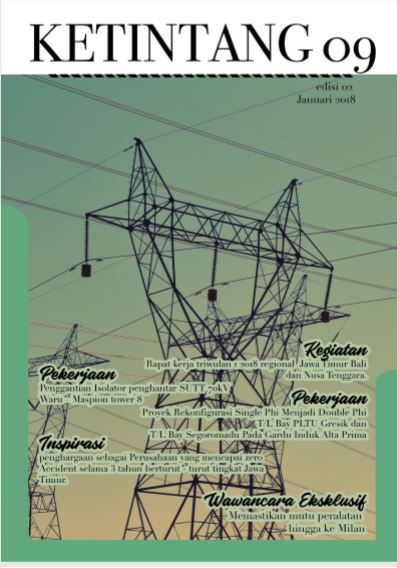 KETINTANG 09
edisi 02
Januari 2018
Kegiatan
Rapat kerja triwulan 1 2018 regional Jawa Timur Bali
dan Nusa Tenggara.
Pekerjaan
Penggantian Isolator penghantar SUTT 70kV
Waru - Maspion tower 8
Pekerjaan
Proyek Rekonfigurasi Single Phi Menjadi Double Phi
T/L Bay PLTU Gresik dan
T/L Bay Segoromadu Pada Gardu Induk Alta Prima
Inspirasi
penghargaan sebagai Perusahaan yang mencapai zero
Accident selama 3 tahun berturut - turut tingkat Jawa
Timur.
Wawancara Eksklusif
Memastikan mutu peralatan
hingga ke Milan